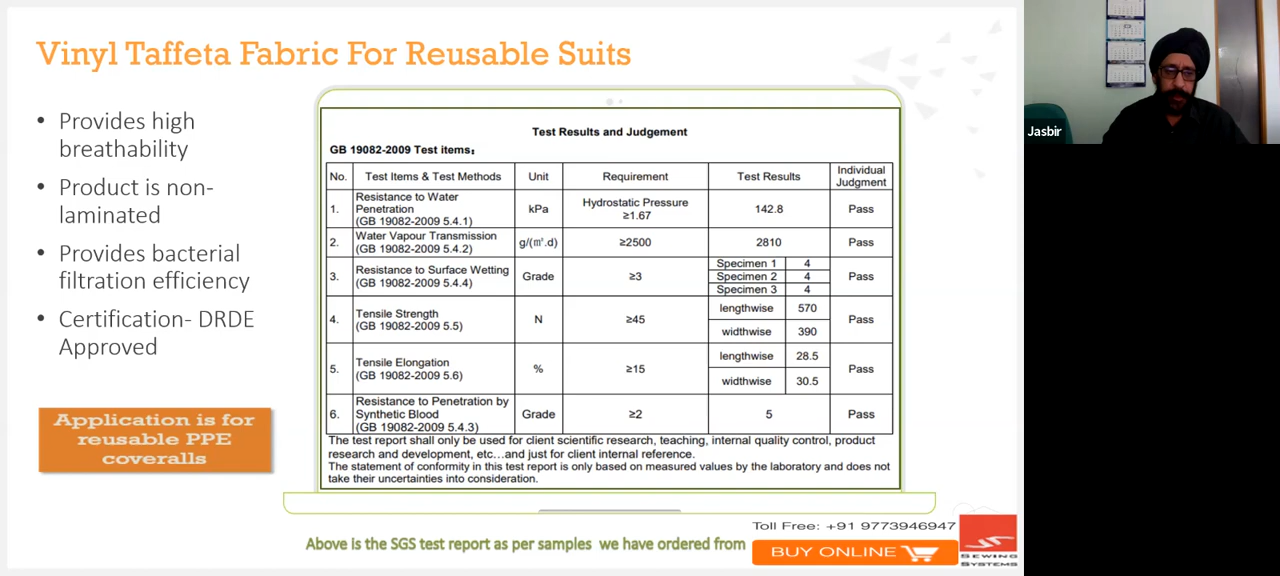 Vinyl Taffeta Fabric For Reusable Suits
• Provides high
breathability
• Product is non-
laminated
• Provides bacterial
filtration efficiency
• Certification- DRDE
Approved
Application is for
reusable PPE
coveralls
Test Results and Judgement
GB 19082-2009 Test items:
No. Test Items & Test Methods Unit Requirement Test Results Individual Judgment
1. Resistance to Water
Penetration
(GB 19082-2009 5.4.1) kPa Hydrostatic Pressure
≥1.67 142.8 Pass
2. Water Vapour Transmission
(GB 19082-2009 5.4.2) g/(㎡.d) ≥2500 2810 Pass
3. Resistance to Surface Wetting
(GB 19082-2009 5.4.4) Grade ≥3
Specimen 1 4
Specimen 2 4
Specimen 3 4
Pass
4. Tensile Strength
(GB 19082-2009 5.5) N ≥45
lengthwise 570
widthwise 390
Pass
5. Tensile Elongation
(GB 19082-2009 5.6) % ≥15
lengthwise 28.5
widthwise 30.5
Pass
6. Resistance to Penetration by
Synthetic Blood
(GB 19082-2009 5.4.3) Grade ≥2 5 Pass
The test report shall only be used for client scientific research, teaching, internal quality control, product
research and development, etc...and just for client internal reference.
The statement of conformity in this test report is only based on measured values by the laboratory and does not
take their uncertainties into consideration.
Above is the SGS test report as per samples we have ordered from
Toll Free: +91 9773946947
BUY ONLINE
SEWING
SYSTEMS
Jasbir